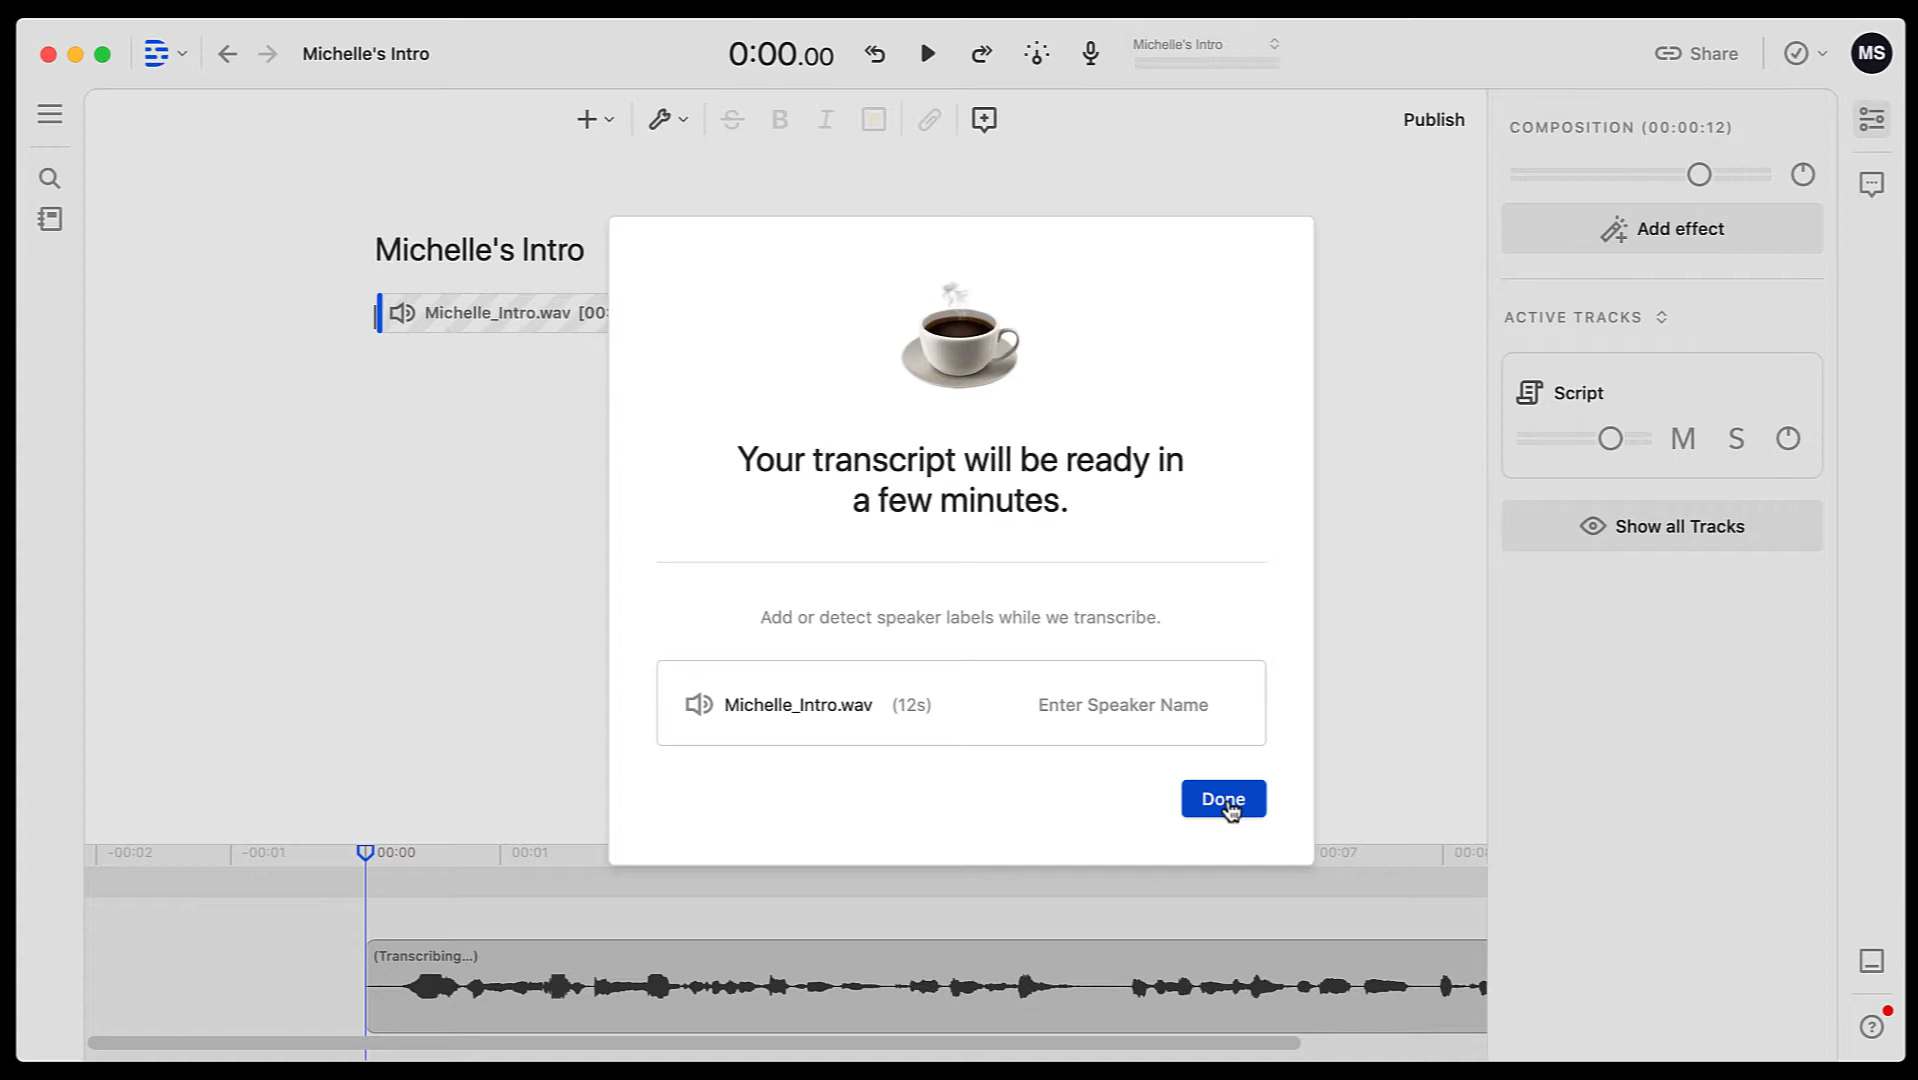 Michelle's Intro
0:00.00
Michelle's Intro
Share
MS
Publish
COMPOSITION (00:00:12)
Add effect
Michelle's Intro
Michelle_Intro.wav [00:
ACTIVE TRACKS
Script
M S
Show all Tracks
Your transcript will be ready in
a few minutes.
Add or detect speaker labels while we transcribe.
Michelle_Intro.wav (12s) Enter Speaker Name
Done
-00:02 -00:01 00:00 00:01 00:07 00:0
(Transcribing...)